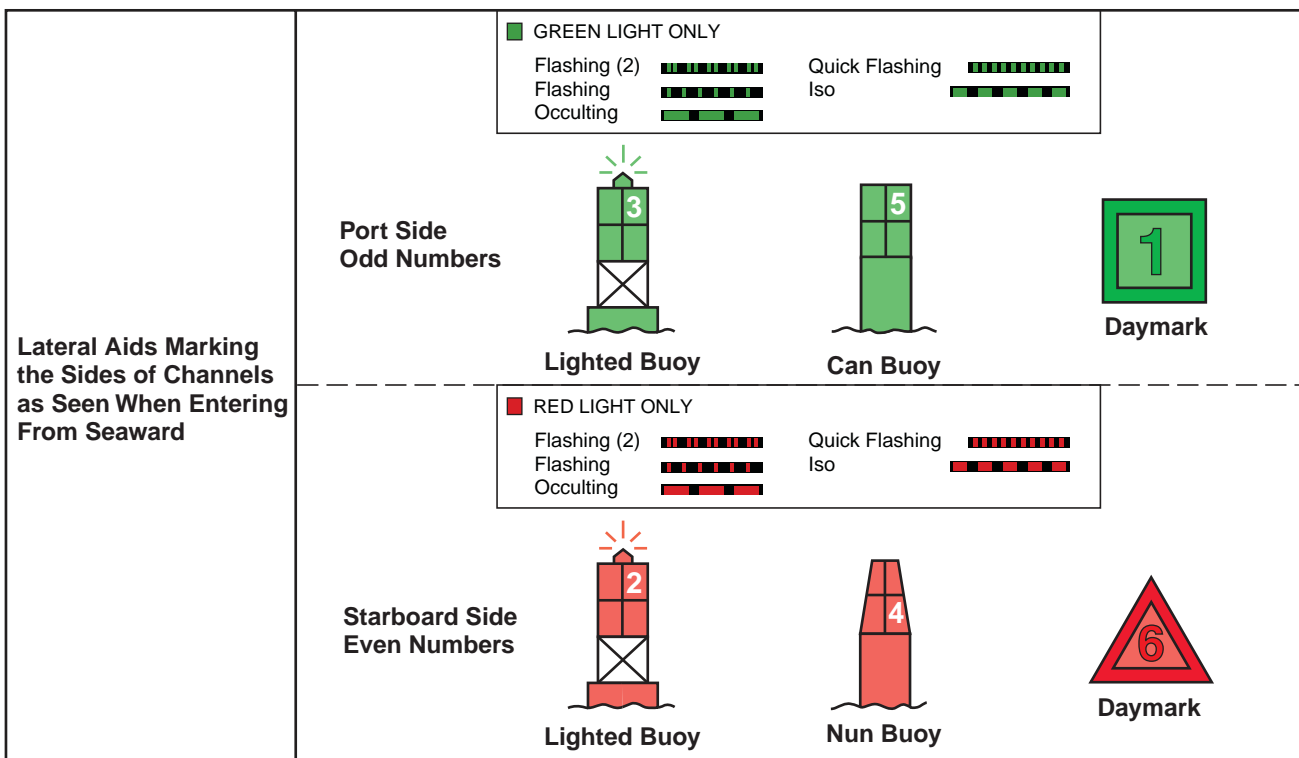 Lateral Aids Marking
the Sides of Channels
as Seen When Entering
From Seaward
GREEN LIGHT ONLY
Flashing (2)
Flashing
Occulting
Quick Flashing
Iso
Port Side
Odd Numbers
3
Lighted Buoy
5
Can Buoy
1
Daymark
RED LIGHT ONLY
Flashing (2)
Flashing
Occulting
Quick Flashing
Iso
Starboard Side
Even Numbers
2
Lighted Buoy
4
Nun Buoy
6
Daymark